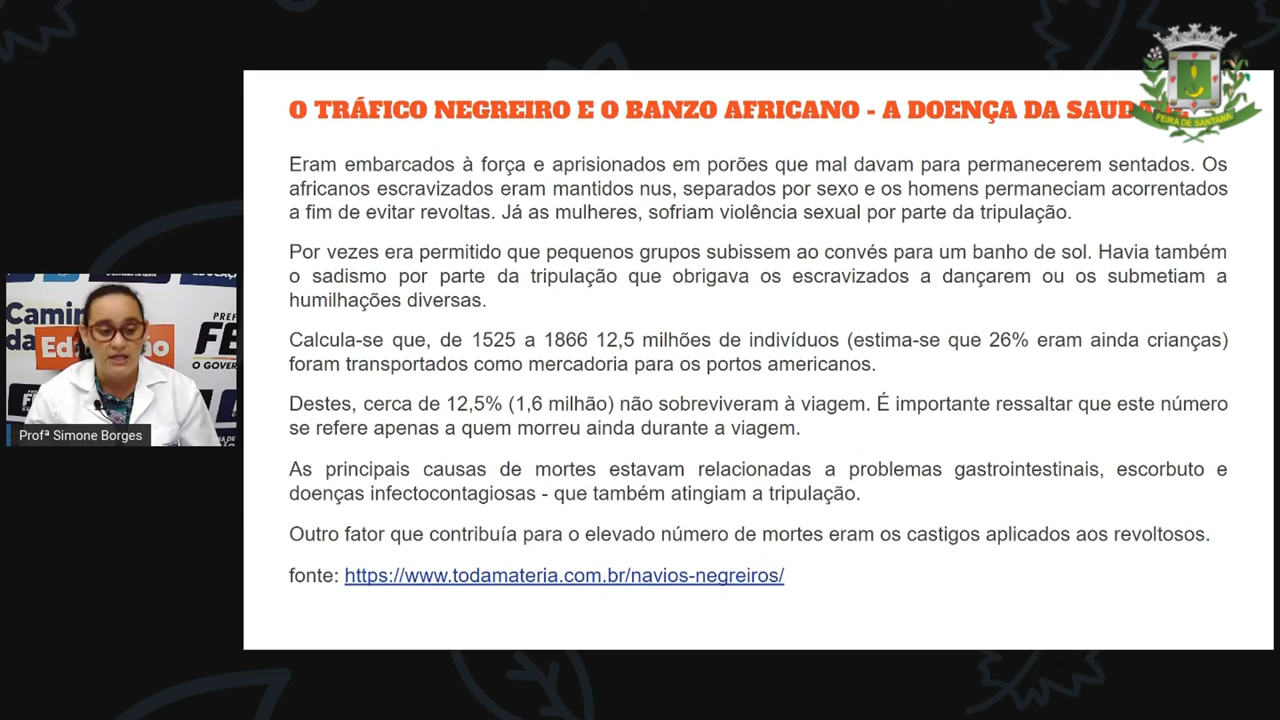 O TRÁFICO NEGREIRO E O BANZO AFRICANO - A DOENÇA DA
FEIRA DE SANTANA
Eram embarcados à força e aprisionados em porões que mal davam para permanecerem sentados. Os
africanos escravizados eram mantidos nus, separados por sexo e os homens permaneciam acorrentados
a fim de evitar revoltas. Já as mulheres, sofriam violência sexual por parte da tripulação.
Por vezes era permitido que pequenos grupos subissem ao convés para um banho de sol. Havia também
o sadismo por parte da tripulação que obrigava os escravizados a dançarem ou os submetiam a
humilhações diversas.
Calcula-se que, de 1525 a 1866 12,5 milhões de indivíduos (estima-se que 26% eram ainda crianças)
foram transportados como mercadoria para os portos americanos.
Destes, cerca de 12,5% (1,6 milhão) não sobreviveram à viagem. É importante ressaltar que este número
se refere apenas a quem morreu ainda durante a viagem.
As principais causas de mortes estavam relacionadas a problemas gastrointestinais, escorbuto e
doenças infectocontagiosas - que também atingiam a tripulação.
Outro fator que contribuía para o elevado número de mortes eram os castigos aplicados aos revoltosos.
fonte: https://www.todamateria.com.br/navios-negreiros/
Profª Simone Borges